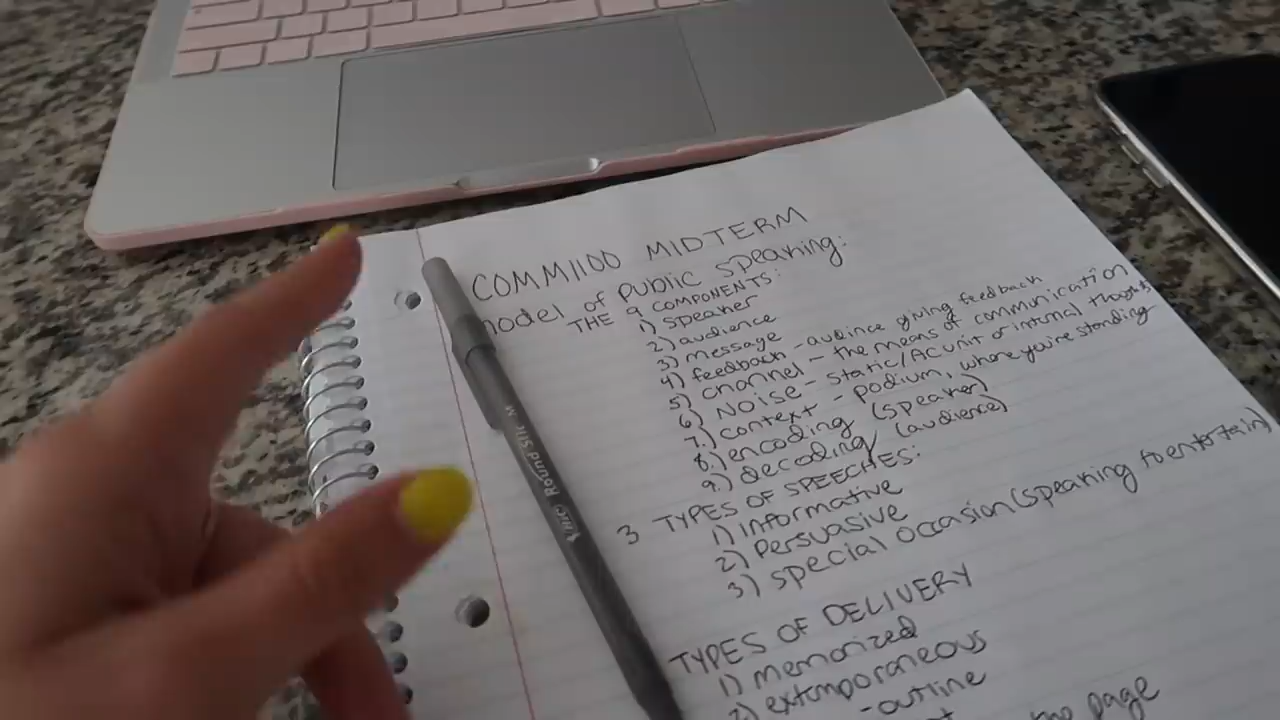 COMM1100 MIDTERM
model of public speaking:
THE 9 COMPONENTS:
1) speaker
2) audience
3) message
4) feedback - audince giving feedback
5) channel - the means of communication
6) NOISE - static/AC unit or internal thoughts
7.) context - podium, where you're standing
8.) encoding (speaker)
9.) decoding (audience)
3 TYPES OF SPEECHES:
1) Informative
2) Persuasive
3) special occasion (speaking to entertain)
TYPES OF DELIVERY
1) memorized
2) extemporaneous
-outline
the page
Round Stic M